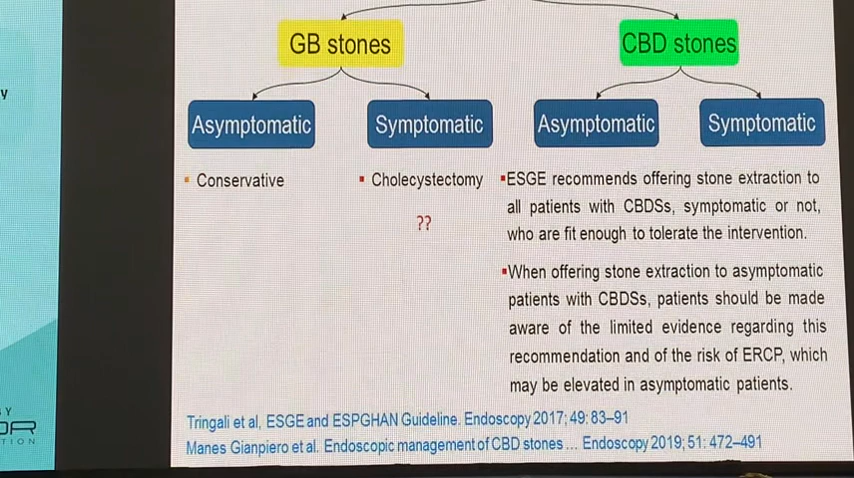 y
GB stones
CBD stones
Asymptomatic
Symptomatic
Asymptomatic
Symptomatic
Conservative
Cholecystectomy
??
ESGE recommends offering stone extraction to
all patients with CBDSs, symptomatic or not,
who are fit enough to tolerate the intervention.
When offering stone extraction to asymptomatic
patients with CBDSs, patients should be made
aware of the limited evidence regarding this
recommendation and of the risk of ERCP, which
may be elevated in asymptomatic patients.
Tringali et al, ESGE and ESPGHAN Guideline. Endoscopy 2017; 49: 83–91
Manes Gianpiero et al. Endoscopic management of CBD stones ... Endoscopy 2019; 51: 472–491